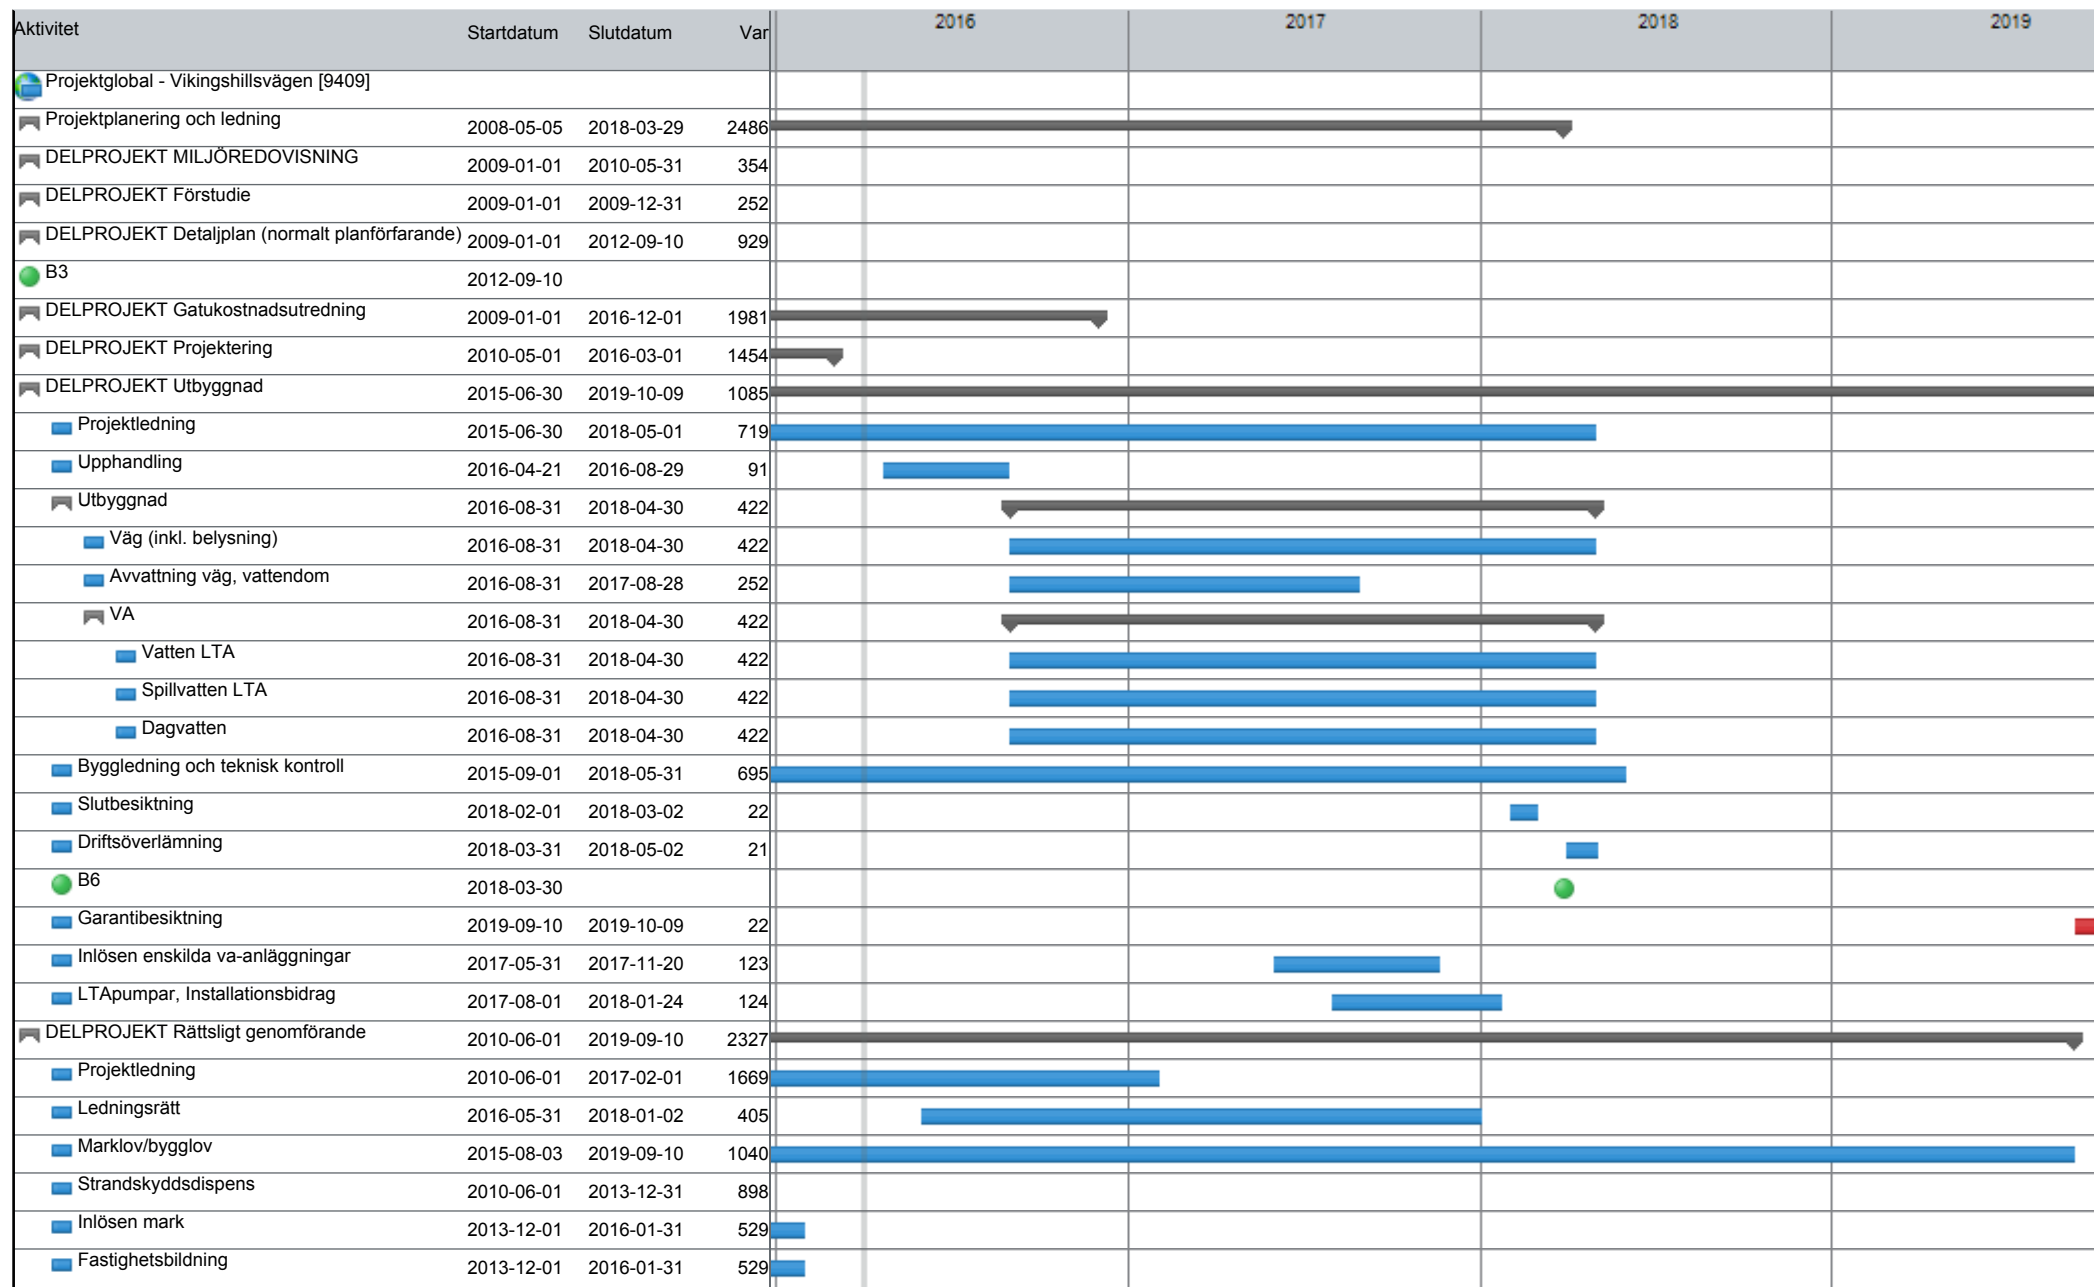 Aktivitet Startdatum Slutdatum Var 2016 2017 2018 2019
Projektglobal - Vikingshillsvägen [9409]
Projektplanering och ledning 2008-05-05 2018-03-29 2486
DELPROJEKT MILJÖREDOVISNING 2009-01-01 2010-05-31 354
DELPROJEKT Förstudie 2009-01-01 2009-12-31 252
DELPROJEKT Detaljplan (normalt planförfarande) 2009-01-01 2012-09-10 929
B3 2012-09-10
DELPROJEKT Gatukostnadsutredning 2009-01-01 2016-12-01 1981
DELPROJEKT Projektering 2010-05-01 2016-03-01 1454
DELPROJEKT Utbyggnad 2015-06-30 2019-10-09 1085
Projektledning 2015-06-30 2018-05-01 719
Upphandling 2016-04-21 2016-08-29 91
Utbyggnad 2016-08-31 2018-04-30 422
Väg (inkl. belysning) 2016-08-31 2018-04-30 422
Avvattning väg, vattendom 2016-08-31 2017-08-28 252
VA 2016-08-31 2018-04-30 422
Vatten LTA 2016-08-31 2018-04-30 422
Spillvatten LTA 2016-08-31 2018-04-30 422
Dagvatten 2016-08-31 2018-04-30 422
Byggledning och teknisk kontroll 2015-09-01 2018-05-31 695
Slutbesiktning 2018-02-01 2018-03-02 22
Driftsöverlämning 2018-03-31 2018-05-02 21
B6 2018-03-30
Garantibesiktning 2019-09-10 2019-10-09 22
Inlösen enskilda va-anläggningar 2017-05-31 2017-11-20 123
LTApumpar, Installationsbidrag 2017-08-01 2018-01-24 124
DELPROJEKT Rättsligt genomförande 2010-06-01 2019-09-10 2327
Projektledning 2010-06-01 2017-02-01 1669
Ledningsrätt 2016-05-31 2018-01-02 405
Marklov/bygglov 2015-08-03 2019-09-10 1040
Strandskyddsdispens 2010-06-01 2013-12-31 898
Inlösen mark 2013-12-01 2016-01-31 529
Fastighetsbildning 2013-12-01 2016-01-31 529